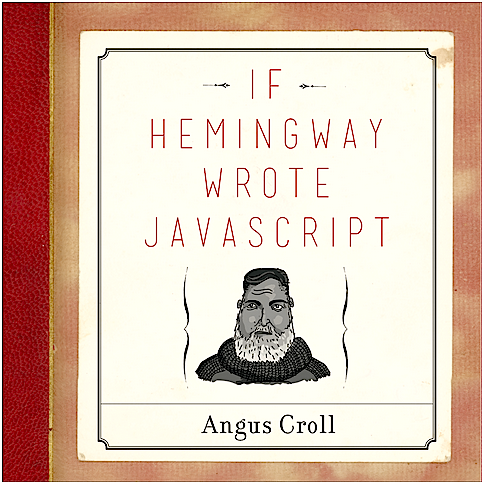 IF
HEMINGWAY
WROTE
JAVASCRIPT
Angus Croll